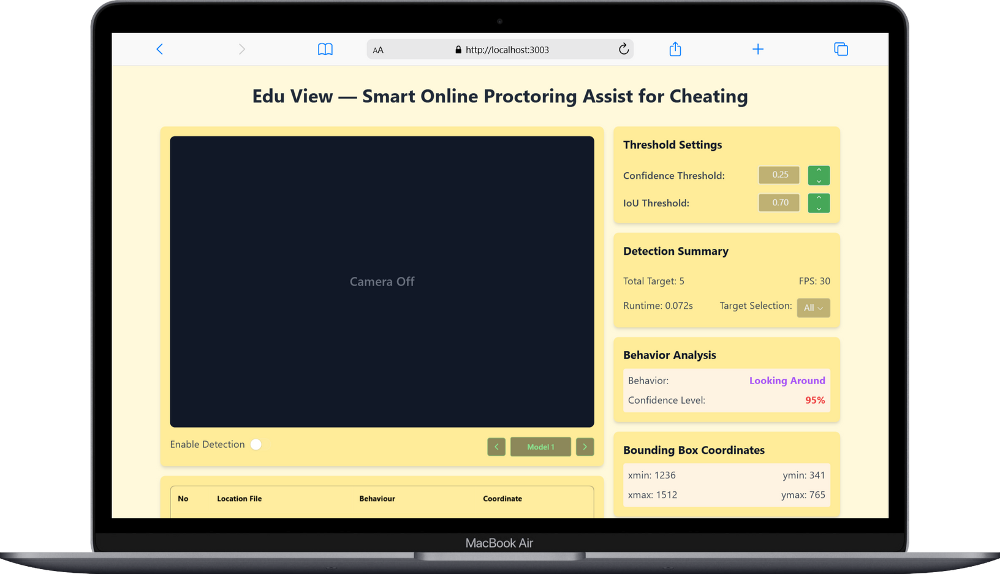 AA http://localhost:3003
Edu View — Smart Online Proctoring Assist for Cheating
Camera Off
Enable Detection
Model 1
No Location File Behaviour Coordinate
Threshold Settings
Confidence Threshold: 0.25
IoU Threshold: 0.70
Detection Summary
Total Target: 5 FPS: 30
Runtime: 0.072s Target Selection: All
Behavior Analysis
Behavior: Looking Around
Confidence Level: 95%
Bounding Box Coordinates
xmin: 1236 ymin: 341
xmax: 1512 ymax: 765
MacBook Air